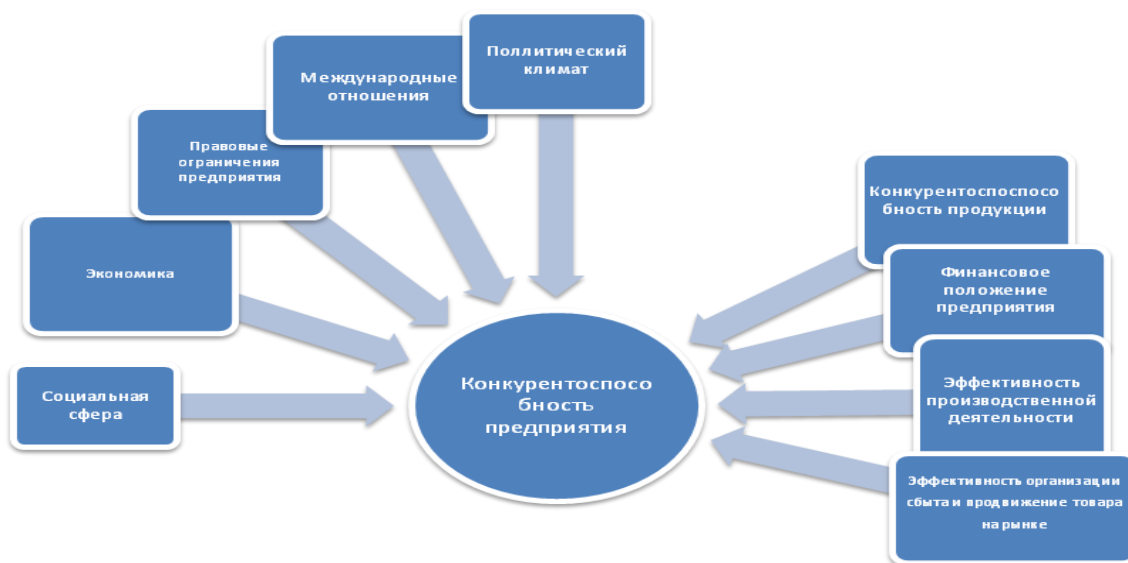 Поллитический
климат
Международные
отношения
Правовые
ограничения
предприятия
Экономика
Социальная
сфера
Конкурентоспосо
бность
предприятия
Конкурентоспоспосо
бность продукции
Финансовое
положение
предприятия
Эффективность
производственной
деятельности
Эффективность организации
сбыта и продвижение товара
на рынке